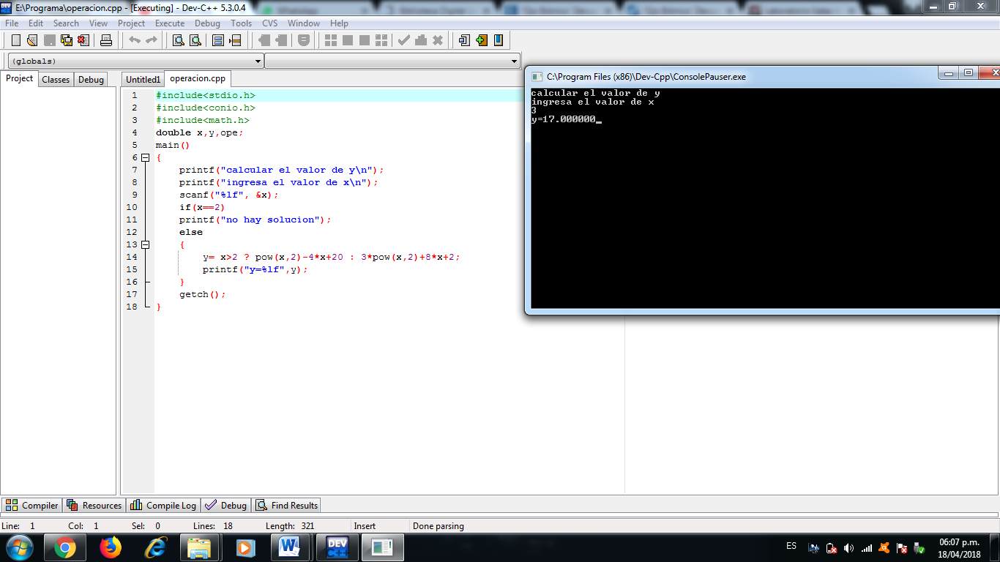 E:\Programa\operacion.cpp - [Executing] - Dev-C++ 5.3.0.4
File Edit Search View Project Execute Debug Tools CVS Window Help
(globals)
Project Classes Debug
Untitled1 operacion.cpp
1 #include<stdio.h>
2 #include<conio.h>
3 #include<math.h>
4 double x,y,ope;
5 main()
6 {
7 printf("calcular el valor de y\n");
8 printf("ingresa el valor de x\n");
9 scanf("%lf", &x);
10 if(x==2)
11 printf("no hay solucion");
12 else
13 {
14 y= x>2 ? pow(x,2)-4*x+20 : 3*pow(x,2)+8*x+2;
15 printf("y=%lf",y);
16 }
17 getch();
18 }
C:\Program Files (x86)\Dev-Cpp\ConsolePauser.exe
calcular el valor de y
ingresa el valor de x
3
y=17.000000_
Compiler Resources Compile Log Debug Find Results
Line: 1 Col: 1 Sel: 0 Lines: 18 Length: 321 Insert Done parsing
ES
06:07 p.m.
18/04/2018